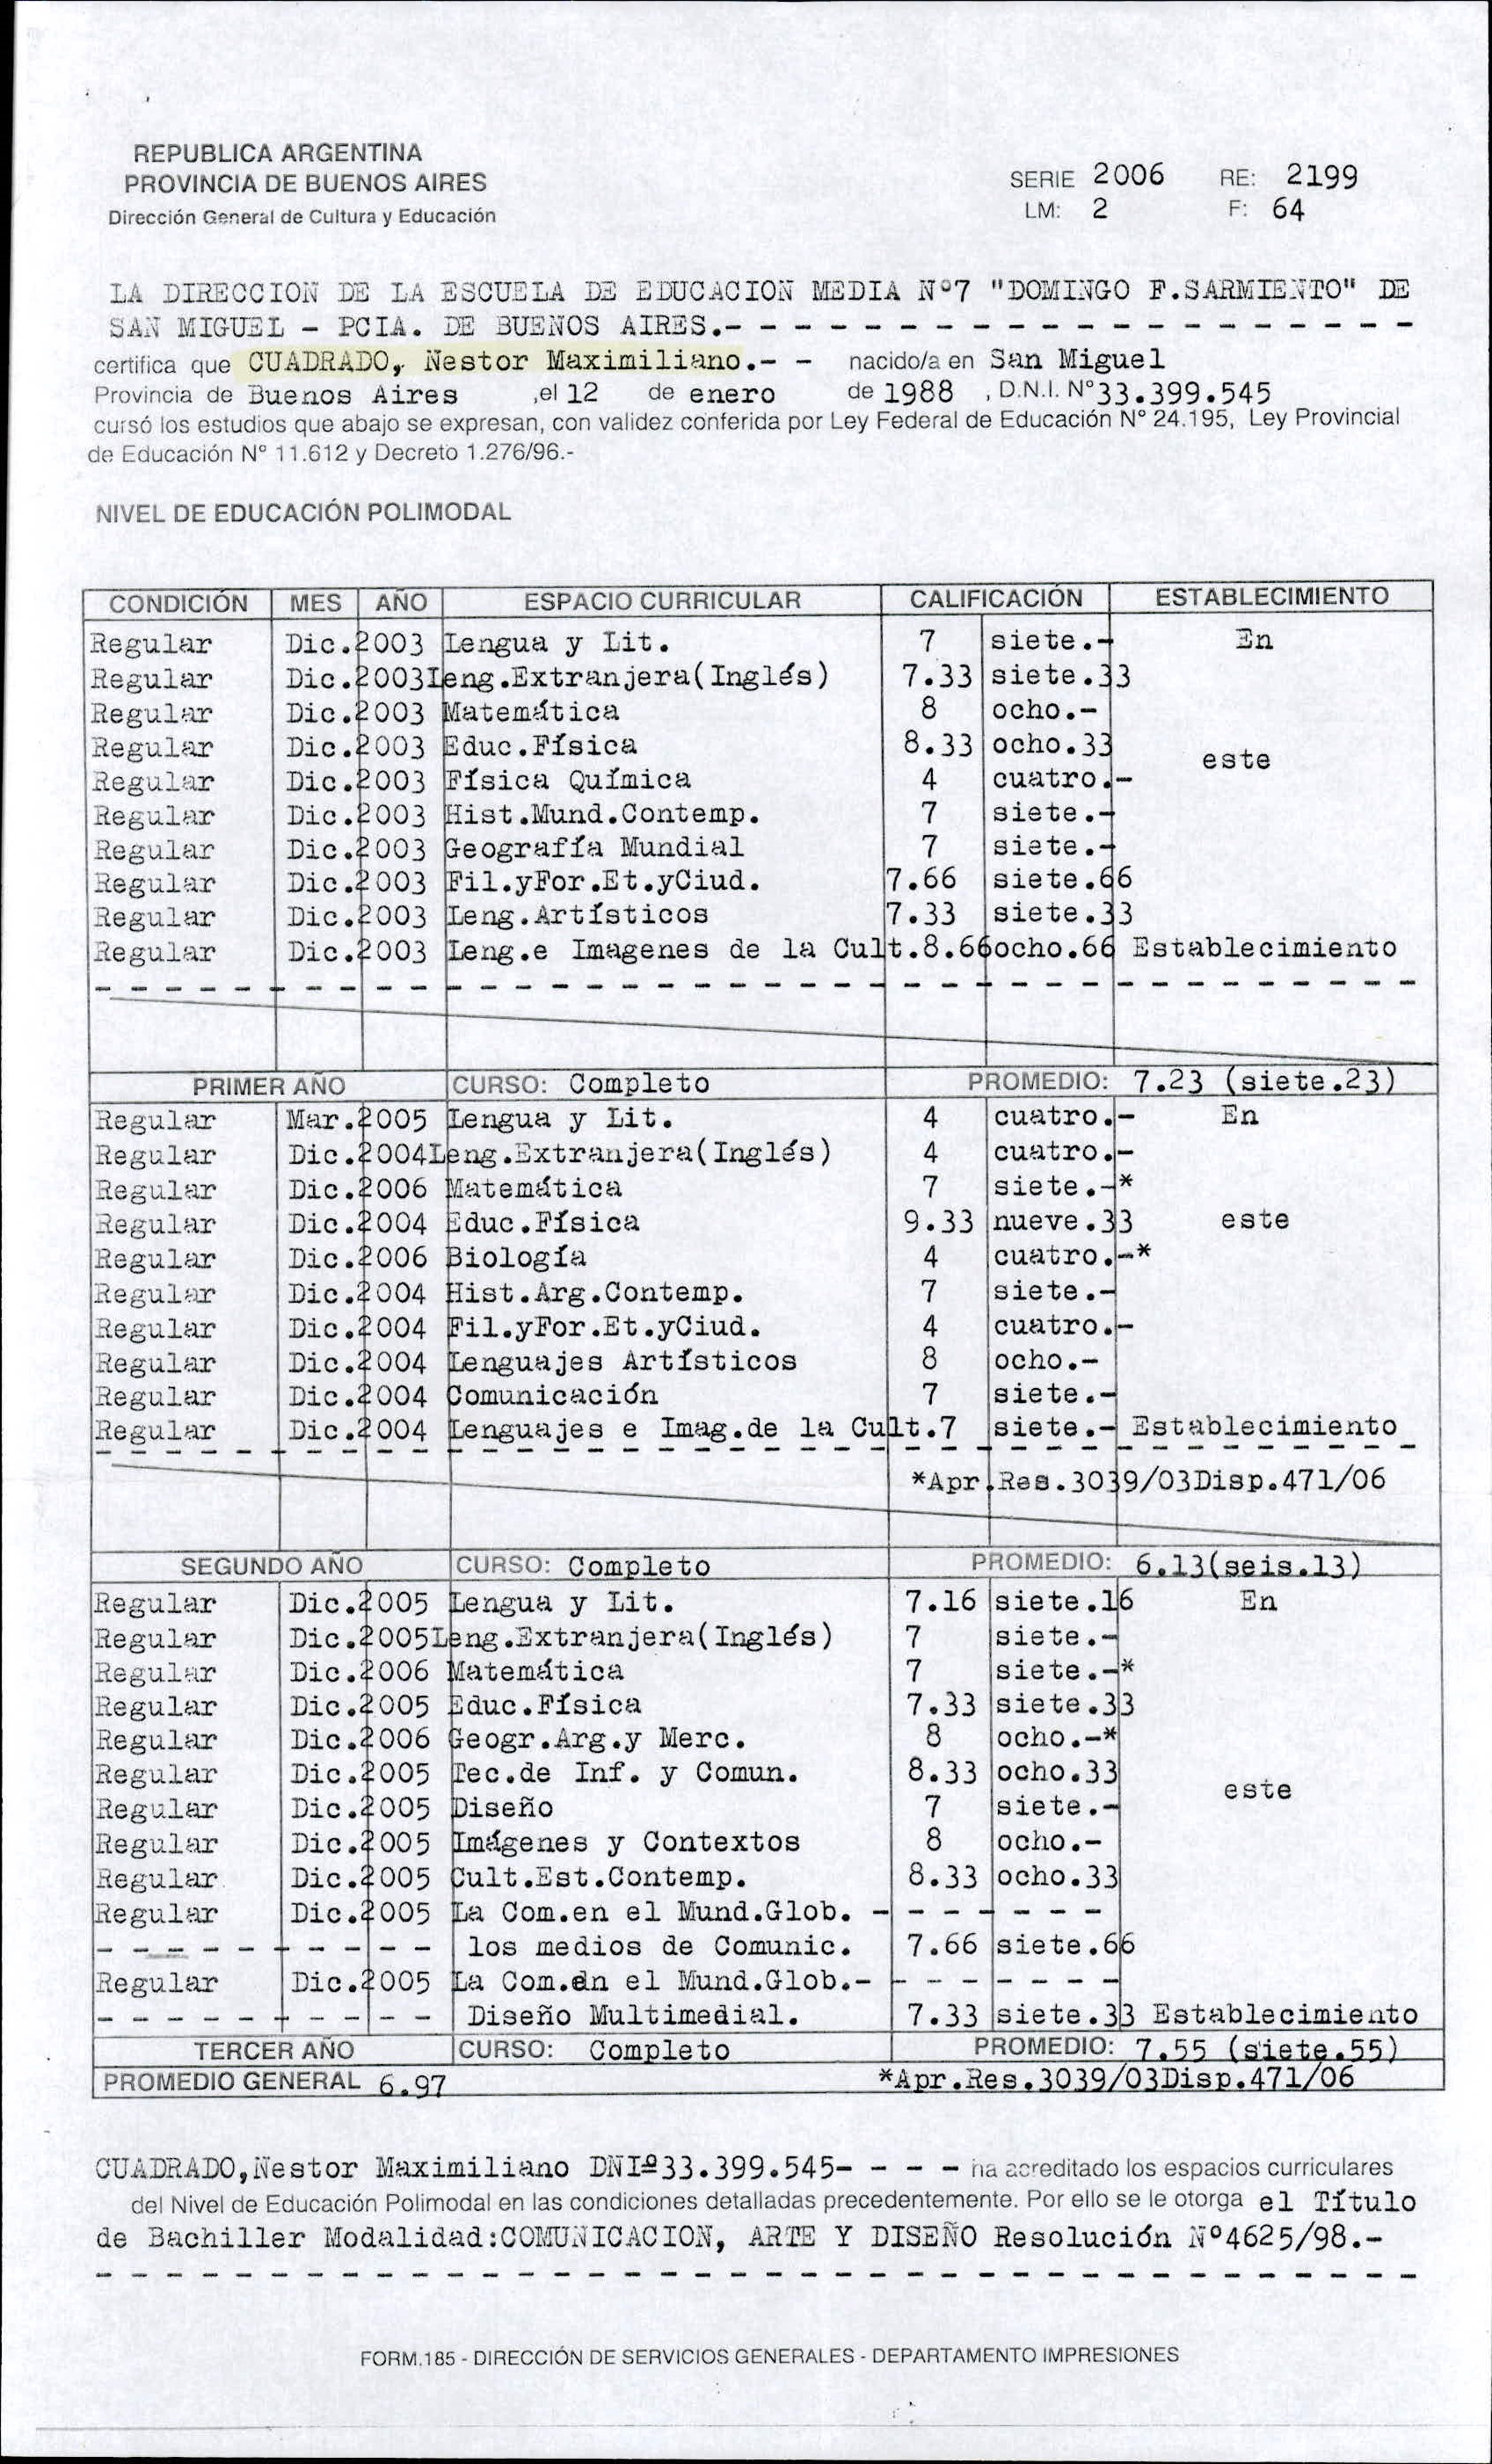 REPUBLICA ARGENTINA
PROVINCIA DE BUENOS AIRES
Dirección General de Cultura y Educación
SERIE 2006 RE: 2199
LM: 2 F: 64
LA DIRECCION DE LA ESCUELA DE EDUCACION MEDIA Nº7 "DOMINGO F.SARMIENTO" DE
SAN MIGUEL - PCIA. DE BUENOS AIRES.- - - - - - - - - - - - - - - - - - - -
certifica que CUADRADO, Nestor Maximiliano.- - nacido/a en San Miguel
Provincia de Buenos Aires ,el 12 de enero de 1988 , D.N.I. Nº 33.399.545
cursó los estudios que abajo se expresan, con validez conferida por Ley Federal de Educación Nº 24.195, Ley Provincial
de Educación Nº 11.612 y Decreto 1.276/96.-
NIVEL DE EDUCACIÓN POLIMODAL
CONDICIÓN MES AÑO ESPACIO CURRICULAR CALIFICACIÓN ESTABLECIMIENTO
Regular Dic.2003 Lengua y Lit. 7 siete.- En
Regular Dic.2003 Leng.Extranjera(Inglés) 7.33 siete.33
Regular Dic.2003 Matemática 8 ocho.-
Regular Dic.2003 Educ.Física 8.33 ocho.33 este
Regular Dic.2003 Física Química 4 cuatro.-
Regular Dic.2003 Hist.Mund.Contemp. 7 siete.-
Regular Dic.2003 Geografía Mundial 7 siete.-
Regular Dic.2003 Fil.yFor.Et.yCiud. 7.66 siete.66
Regular Dic.2003 Leng.Artísticos 7.33 siete.33
Regular Dic.2003 Leng.e Imagenes de la Cult.8.66 ocho.66 Establecimiento
- - - - - - - - - - - - - - - - - - - - - - - - - - - - - - - - - - - - - -
PRIMER AÑO CURSO: Completo PROMEDIO: 7.23 (siete.23)
Regular Mar.2005 Lengua y Lit. 4 cuatro.- En
Regular Dic.2004 Leng.Extranjera(Inglés) 4 cuatro.-
Regular Dic.2006 Matemática 7 siete.-*
Regular Dic.2004 Educ.Física 9.33 nueve.33 este
Regular Dic.2006 Biología 4 cuatro.-*
Regular Dic.2004 Hist.Arg.Contemp. 7 siete.-
Regular Dic.2004 Fil.yFor.Et.yCiud. 4 cuatro.-
Regular Dic.2004 Lenguajes Artísticos 8 ocho.-
Regular Dic.2004 Comunicación 7 siete.-
Regular Dic.2004 Lenguajes e Imag.de la Cult.7 siete.- Establecimiento
- - - - - - - - - - - - - - - - - - - - - - - - - - - - - - - - - - - - - -
*Apr.Res.3039/03Disp.471/06
SEGUNDO AÑO CURSO: Completo PROMEDIO: 6.13(seis.13)
Regular Dic.2005 Lengua y Lit. 7.16 siete.16 En
Regular Dic.2005 Leng.Extranjera(Inglés) 7 siete.-
Regular Dic.2006 Matemática 7 siete.-*
Regular Dic.2005 Educ.Física 7.33 siete.33
Regular Dic.2006 Geogr.Arg.y Merc. 8 ocho.-*
Regular Dic.2005 Tec.de Inf. y Comun. 8.33 ocho.33 este
Regular Dic.2005 Diseño 7 siete.-
Regular Dic.2005 Imágenes y Contextos 8 ocho.-
Regular Dic.2005 Cult.Est.Contemp. 8.33 ocho.33
Regular Dic.2005 La Com.en el Mund.Glob. - - - - - - -
- - - - - - - - - - los medios de Comunic. 7.66 siete.66
Regular Dic.2005 La Com.en el Mund.Glob.- - - - - - - -
- - - - - - - - - - Diseño Multimedial. 7.33 siete.33 Establecimiento
TERCER AÑO CURSO: Completo PROMEDIO: 7.55 (siete.55)
PROMEDIO GENERAL 6.97 *Apr.Res.3039/03Disp.471/06
CUADRADO,Nestor Maximiliano DNIº33.399.545- - - - ha acreditado los espacios curriculares
del Nivel de Educación Polimodal en las condiciones detalladas precedentemente. Por ello se le otorga el Título
de Bachiller Modalidad:COMUNICACION, ARTE Y DISEÑO Resolución Nº4625/98.-
- - - - - - - - - - - - - - - - - - - - - - - - - - - - - - - - - - - - - -
FORM.185 - DIRECCIÓN DE SERVICIOS GENERALES - DEPARTAMENTO IMPRESIONES